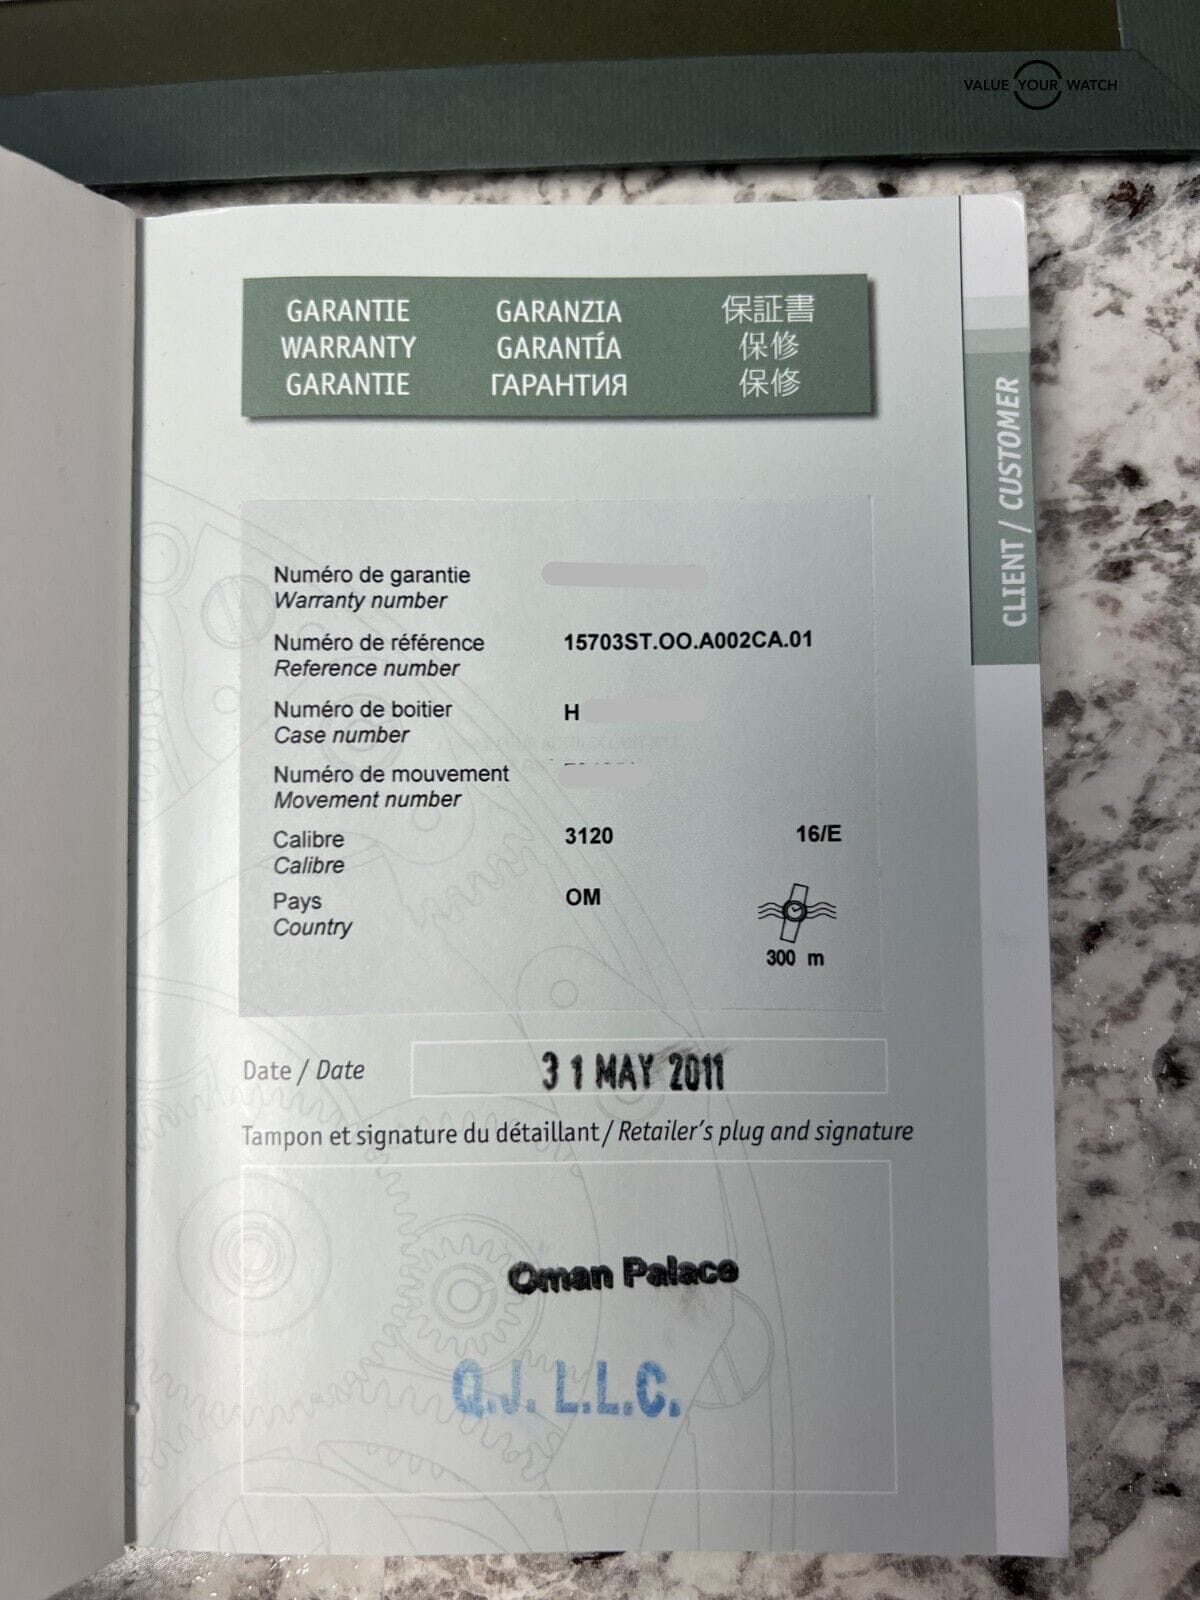 VALUE YOUR WATCH
GARANTIE GARANZIA 保証書
WARRANTY GARANTÍA 保修
GARANTIE ГАРАНТИЯ 保修
CLIENT / CUSTOMER
Numéro de garantie
Warranty number
Numéro de référence 15703ST.OO.A002CA.01
Reference number
Numéro de boitier H
Case number
Numéro de mouvement
Movement number
Calibre 3120 16/E
Calibre
Pays OM
Country
300 m
Date / Date 31 MAY 2011
Tampon et signature du détaillant / Retailer's plug and signature
Oman Palace
Q.J. L.L.C.